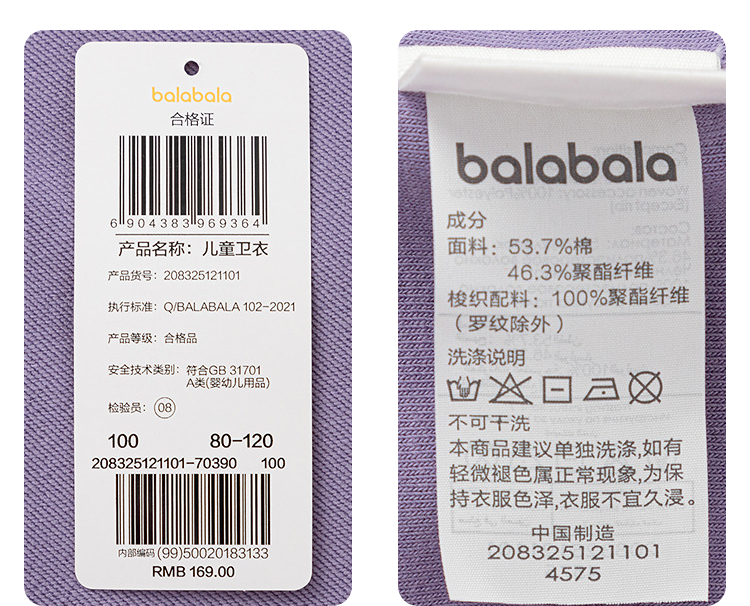 balabala
合格证
6 904383 969364
产品名称：儿童卫衣
产品货号：208325121101
执行标准：Q/BALABALA 102-2021
产品等级：合格品
安全技术类别：符合GB 31701
A类(婴幼儿用品)
检验员：08
100 80-120
208325121101-70390 100
内部编码 (99)50020183133
RMB 169.00
balabala
成分
面料：53.7%棉
46.3%聚酯纤维
梭织配料：100%聚酯纤维
（罗纹除外）
洗涤说明
不可干洗
本商品建议单独洗涤,如有
轻微褪色属正常现象,为保
持衣服色泽,衣服不宜久浸。
中国制造
208325121101
4575